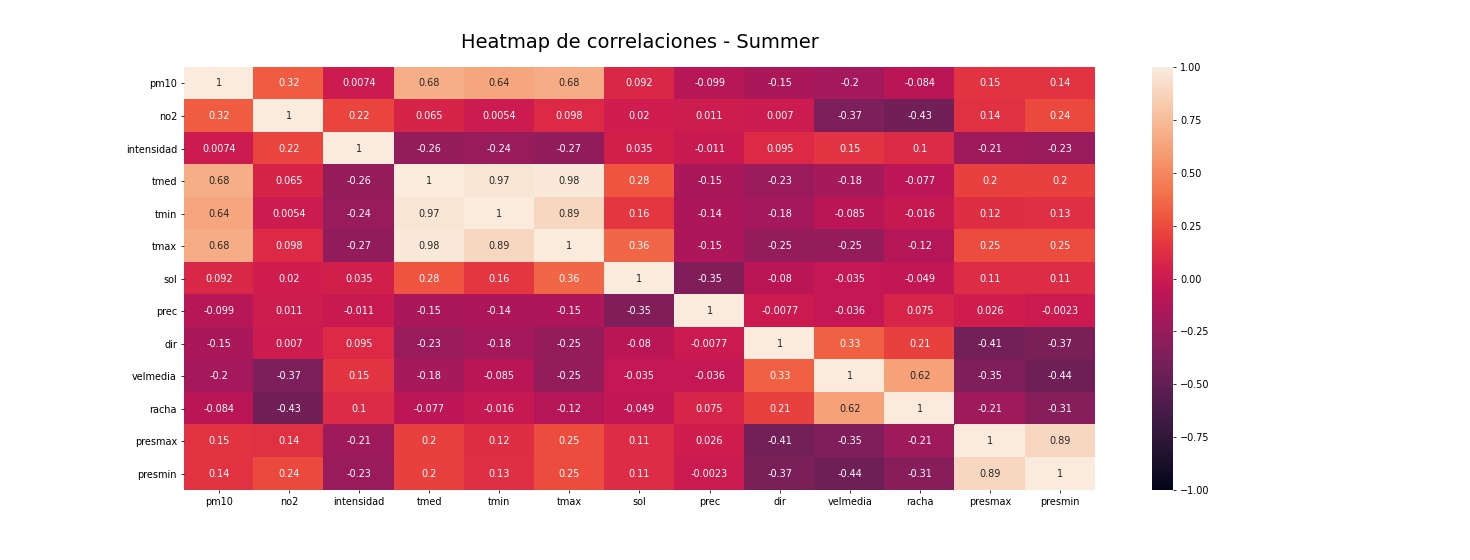 Heatmap de correlaciones - Summer
pm10 1 0.32 0.0074 0.68 0.64 0.68 0.092 -0.099 -0.15 -0.2 -0.084 0.15 0.14
no2 0.32 1 0.22 0.065 0.0054 0.098 0.02 0.011 0.007 -0.37 -0.43 0.14 0.24
intensidad 0.0074 0.22 1 -0.26 -0.24 -0.27 0.035 -0.011 0.095 0.15 0.1 -0.21 -0.23
tmed 0.68 0.065 -0.26 1 0.97 0.98 0.28 -0.15 -0.23 -0.18 -0.077 0.2 0.2
tmin 0.64 0.0054 -0.24 0.97 1 0.89 0.16 -0.14 -0.18 -0.085 -0.016 0.12 0.13
tmax 0.68 0.098 -0.27 0.98 0.89 1 0.36 -0.15 -0.25 -0.25 -0.12 0.25 0.25
sol 0.092 0.02 0.035 0.28 0.16 0.36 1 -0.35 -0.08 -0.035 -0.049 0.11 0.11
prec -0.099 0.011 -0.011 -0.15 -0.14 -0.15 -0.35 1 -0.0077 -0.036 0.075 0.026 -0.0023
dir -0.15 0.007 0.095 -0.23 -0.18 -0.25 -0.08 -0.0077 1 0.33 0.21 -0.41 -0.37
velmedia -0.2 -0.37 0.15 -0.18 -0.085 -0.25 -0.035 -0.036 0.33 1 0.62 -0.35 -0.44
racha -0.084 -0.43 0.1 -0.077 -0.016 -0.12 -0.049 0.075 0.21 0.62 1 -0.21 -0.31
presmax 0.15 0.14 -0.21 0.2 0.12 0.25 0.11 0.026 -0.41 -0.35 -0.21 1 0.89
presmin 0.14 0.24 -0.23 0.2 0.13 0.25 0.11 -0.0023 -0.37 -0.44 -0.31 0.89 1
pm10 no2 intensidad tmed tmin tmax sol prec dir velmedia racha presmax presmin
1.00
0.75
0.50
0.25
0.00
−0.25
−0.50
−0.75
−1.00